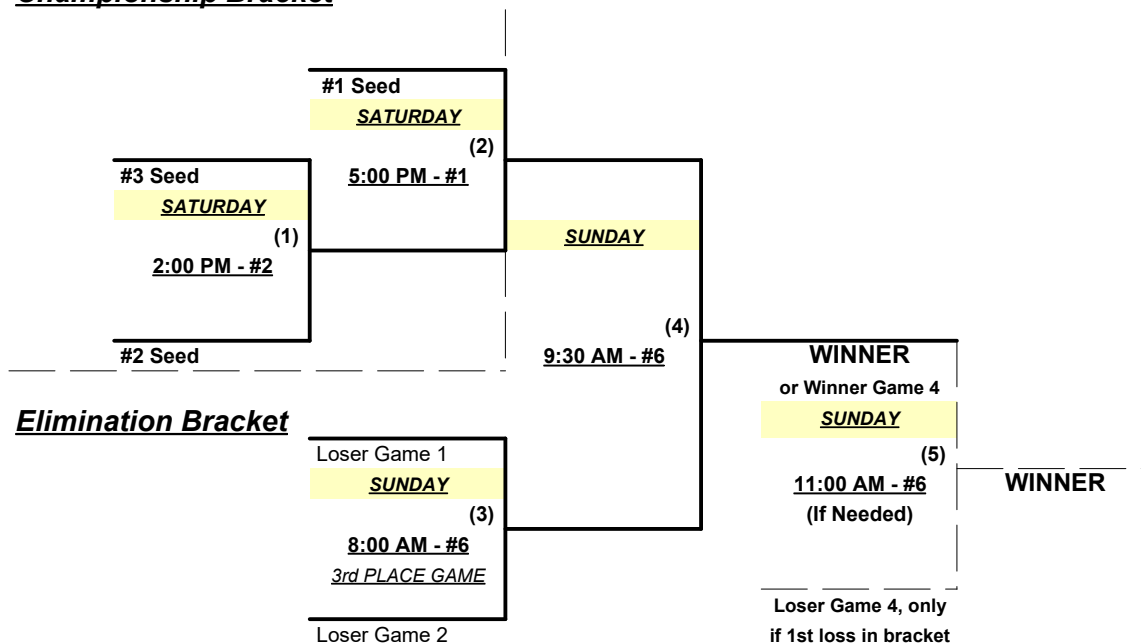 Championship Bracket
#1 Seed
SATURDAY
(2)
5:00 PM - #1
#3 Seed
SATURDAY
(1)
2:00 PM - #2
#2 Seed
SUNDAY
(4)
9:30 AM - #6
WINNER
or Winner Game 4
SUNDAY
(5)
11:00 AM - #6
(If Needed)
WINNER
Loser Game 4, only
if 1st loss in bracket
Elimination Bracket
Loser Game 1
SUNDAY
(3)
8:00 AM - #6
3rd PLACE GAME
Loser Game 2